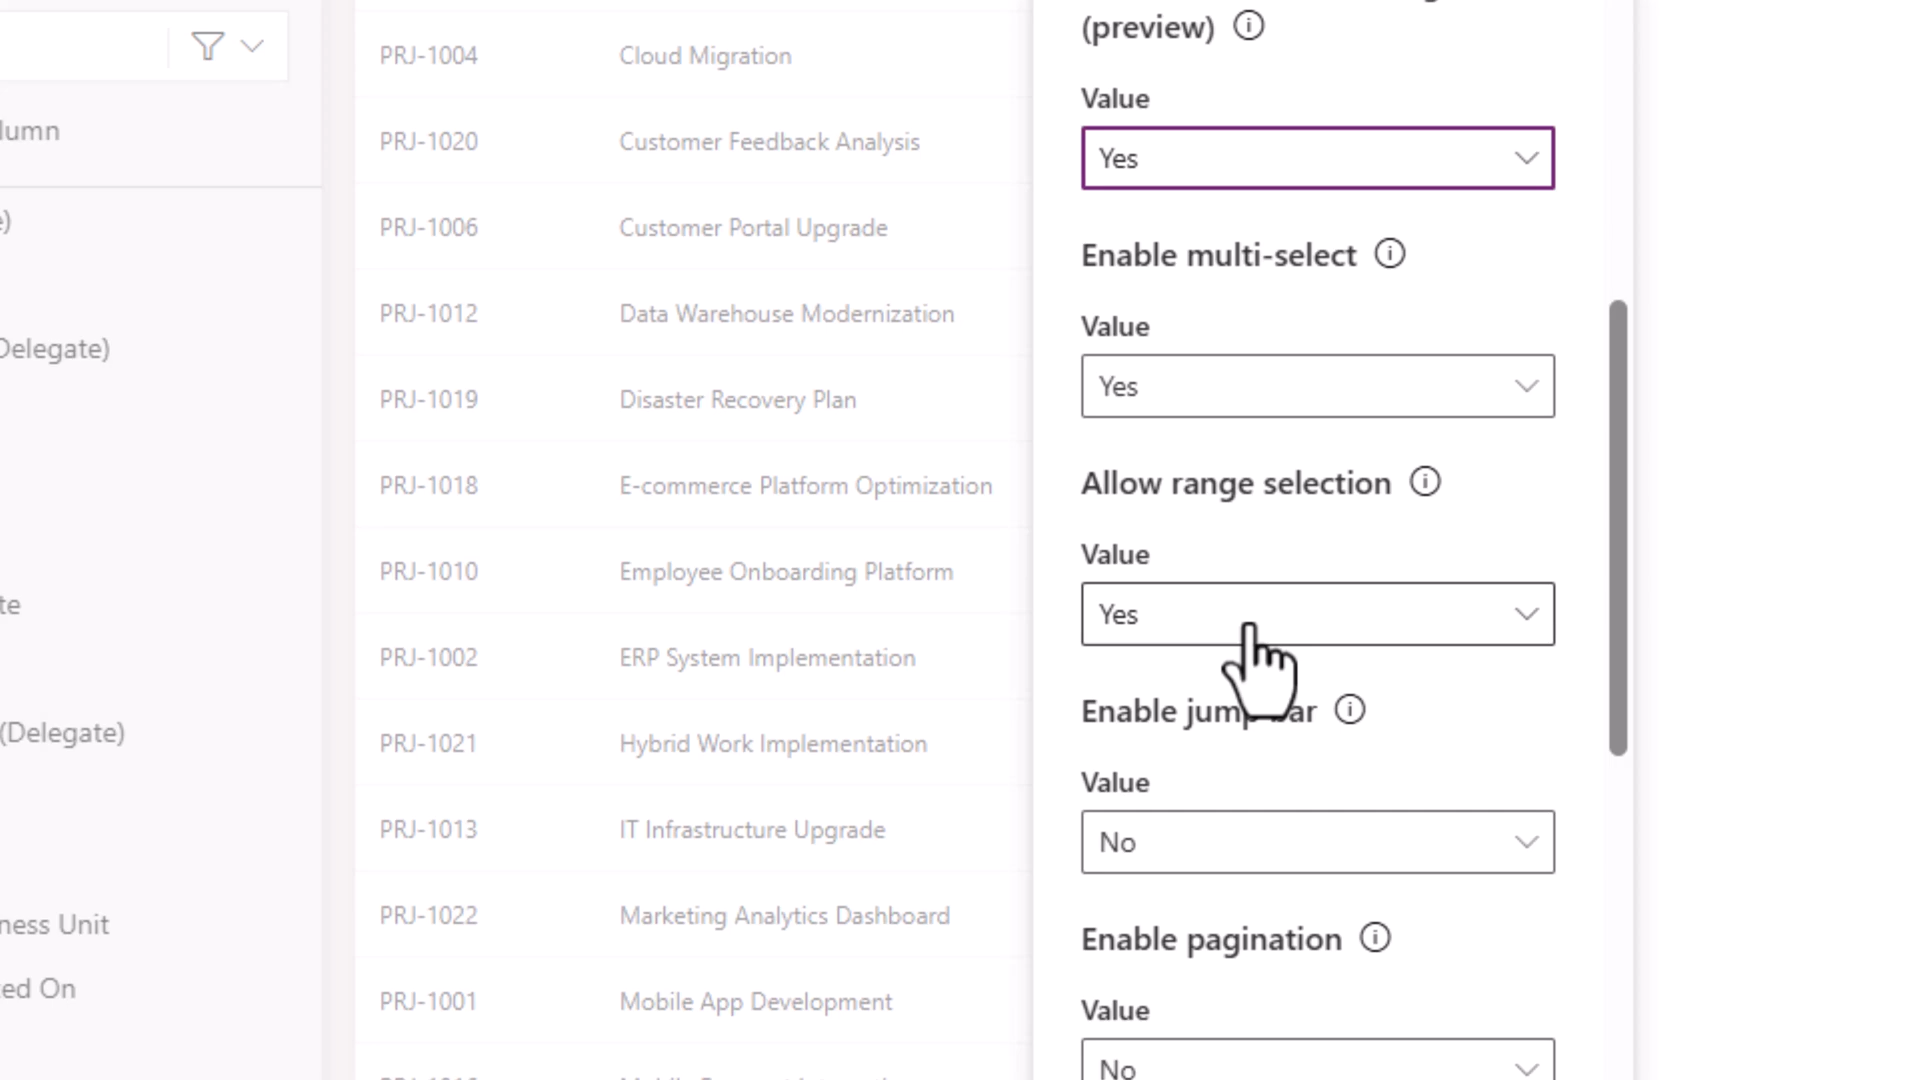 lumn
e)
Delegate)
te
(Delegate)
ness Unit
ted On
PRJ-1004 Cloud Migration
PRJ-1020 Customer Feedback Analysis
PRJ-1006 Customer Portal Upgrade
PRJ-1012 Data Warehouse Modernization
PRJ-1019 Disaster Recovery Plan
PRJ-1018 E-commerce Platform Optimization
PRJ-1010 Employee Onboarding Platform
PRJ-1002 ERP System Implementation
PRJ-1021 Hybrid Work Implementation
PRJ-1013 IT Infrastructure Upgrade
PRJ-1022 Marketing Analytics Dashboard
PRJ-1001 Mobile App Development
(preview)
Value
Yes
Enable multi-select
Value
Yes
Allow range selection
Value
Yes
Enable jump bar
Value
No
Enable pagination
Value
No